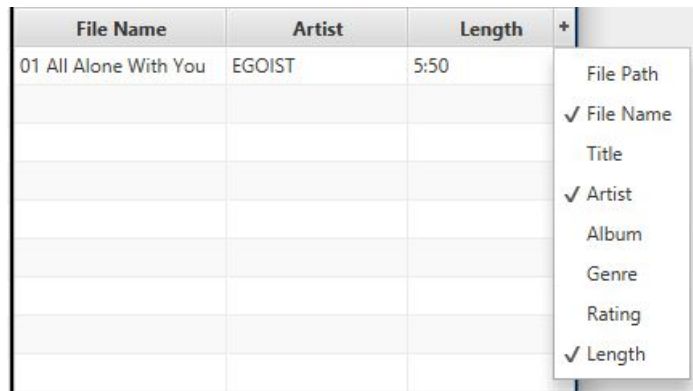 File Name Artist Length +
01 All Alone With You EGOIST 5:50
File Path
✓ File Name
Title
✓ Artist
Album
Genre
Rating
✓ Length